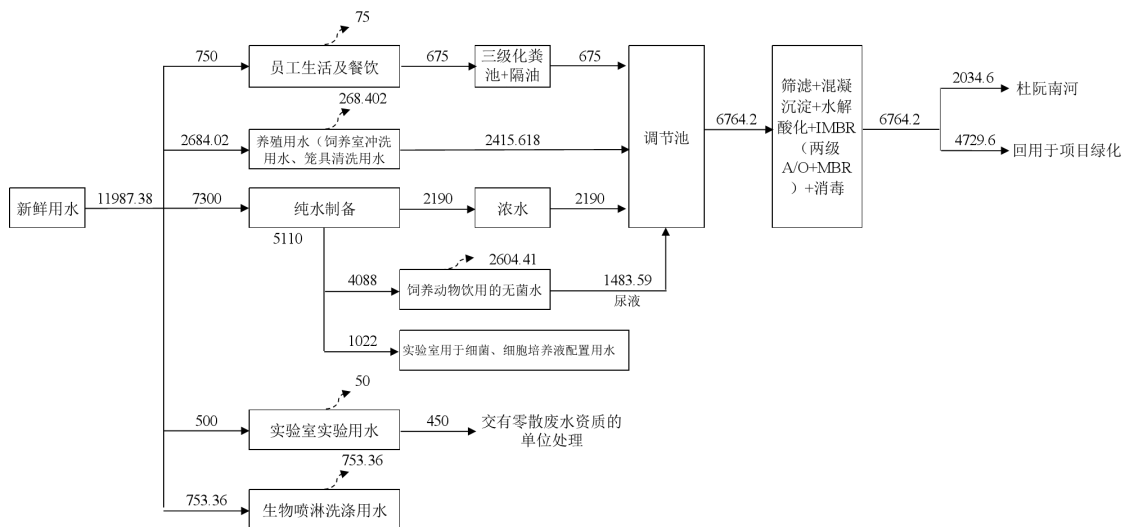 75
750
员工生活及餐饮
675
三级化粪
池+隔油
675
268.402
2684.02
养殖用水（饲养室冲洗
用水、笼具清洗用水
2415.618
新鲜用水
11987.38
7300
纯水制备
2190
浓水
2190
5110
2604.41
4088
饲养动物饮用的无菌水
1483.59
尿液
1022
实验室用于细菌、细胞培养液配置用水
50
500
实验室实验用水
450
交有零散废水资质的
单位处理
753.36
753.36
生物喷淋洗涤用水
调节池
6764.2
筛滤+混凝
沉淀+水解
酸化+IMBR
（两级
A/O+MBR
）+消毒
6764.2
2034.6
杜阮南河
4729.6
回用于项目绿化